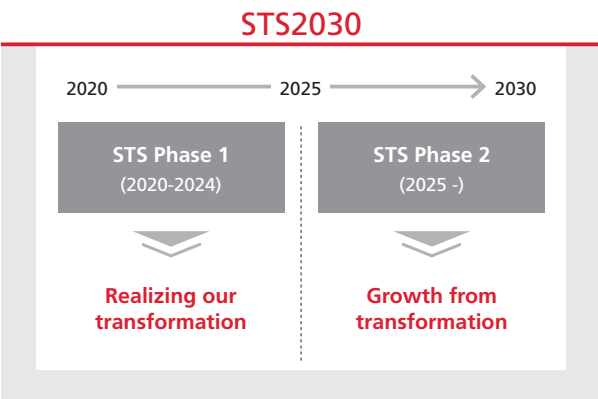 STS2030
2020 2025 2030
STS Phase 1
(2020-2024)
Realizing our
transformation
STS Phase 2
(2025 -)
Growth from
transformation